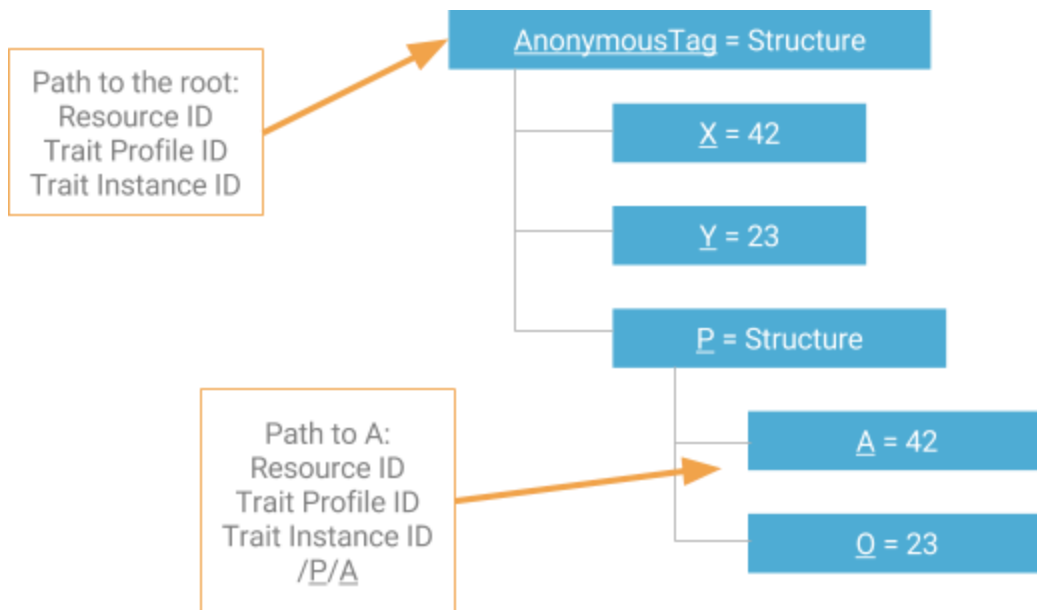 AnonymousTag = Structure
Path to the root:
Resource ID
Trait Profile ID
Trait Instance ID
X = 42
Y = 23
P = Structure
Path to A:
Resource ID
Trait Profile ID
Trait Instance ID
/P/A
A = 42
O = 23